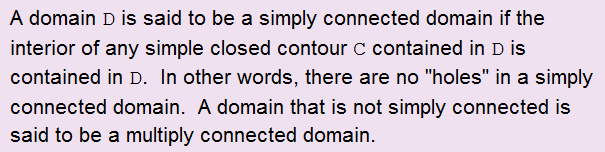 A domain D is said to be a simply connected domain if the
interior of any simple closed contour C contained in D is
contained in D.  In other words, there are no "holes" in a simply
connected domain.  A domain that is not simply connected is
said to be a multiply connected domain.